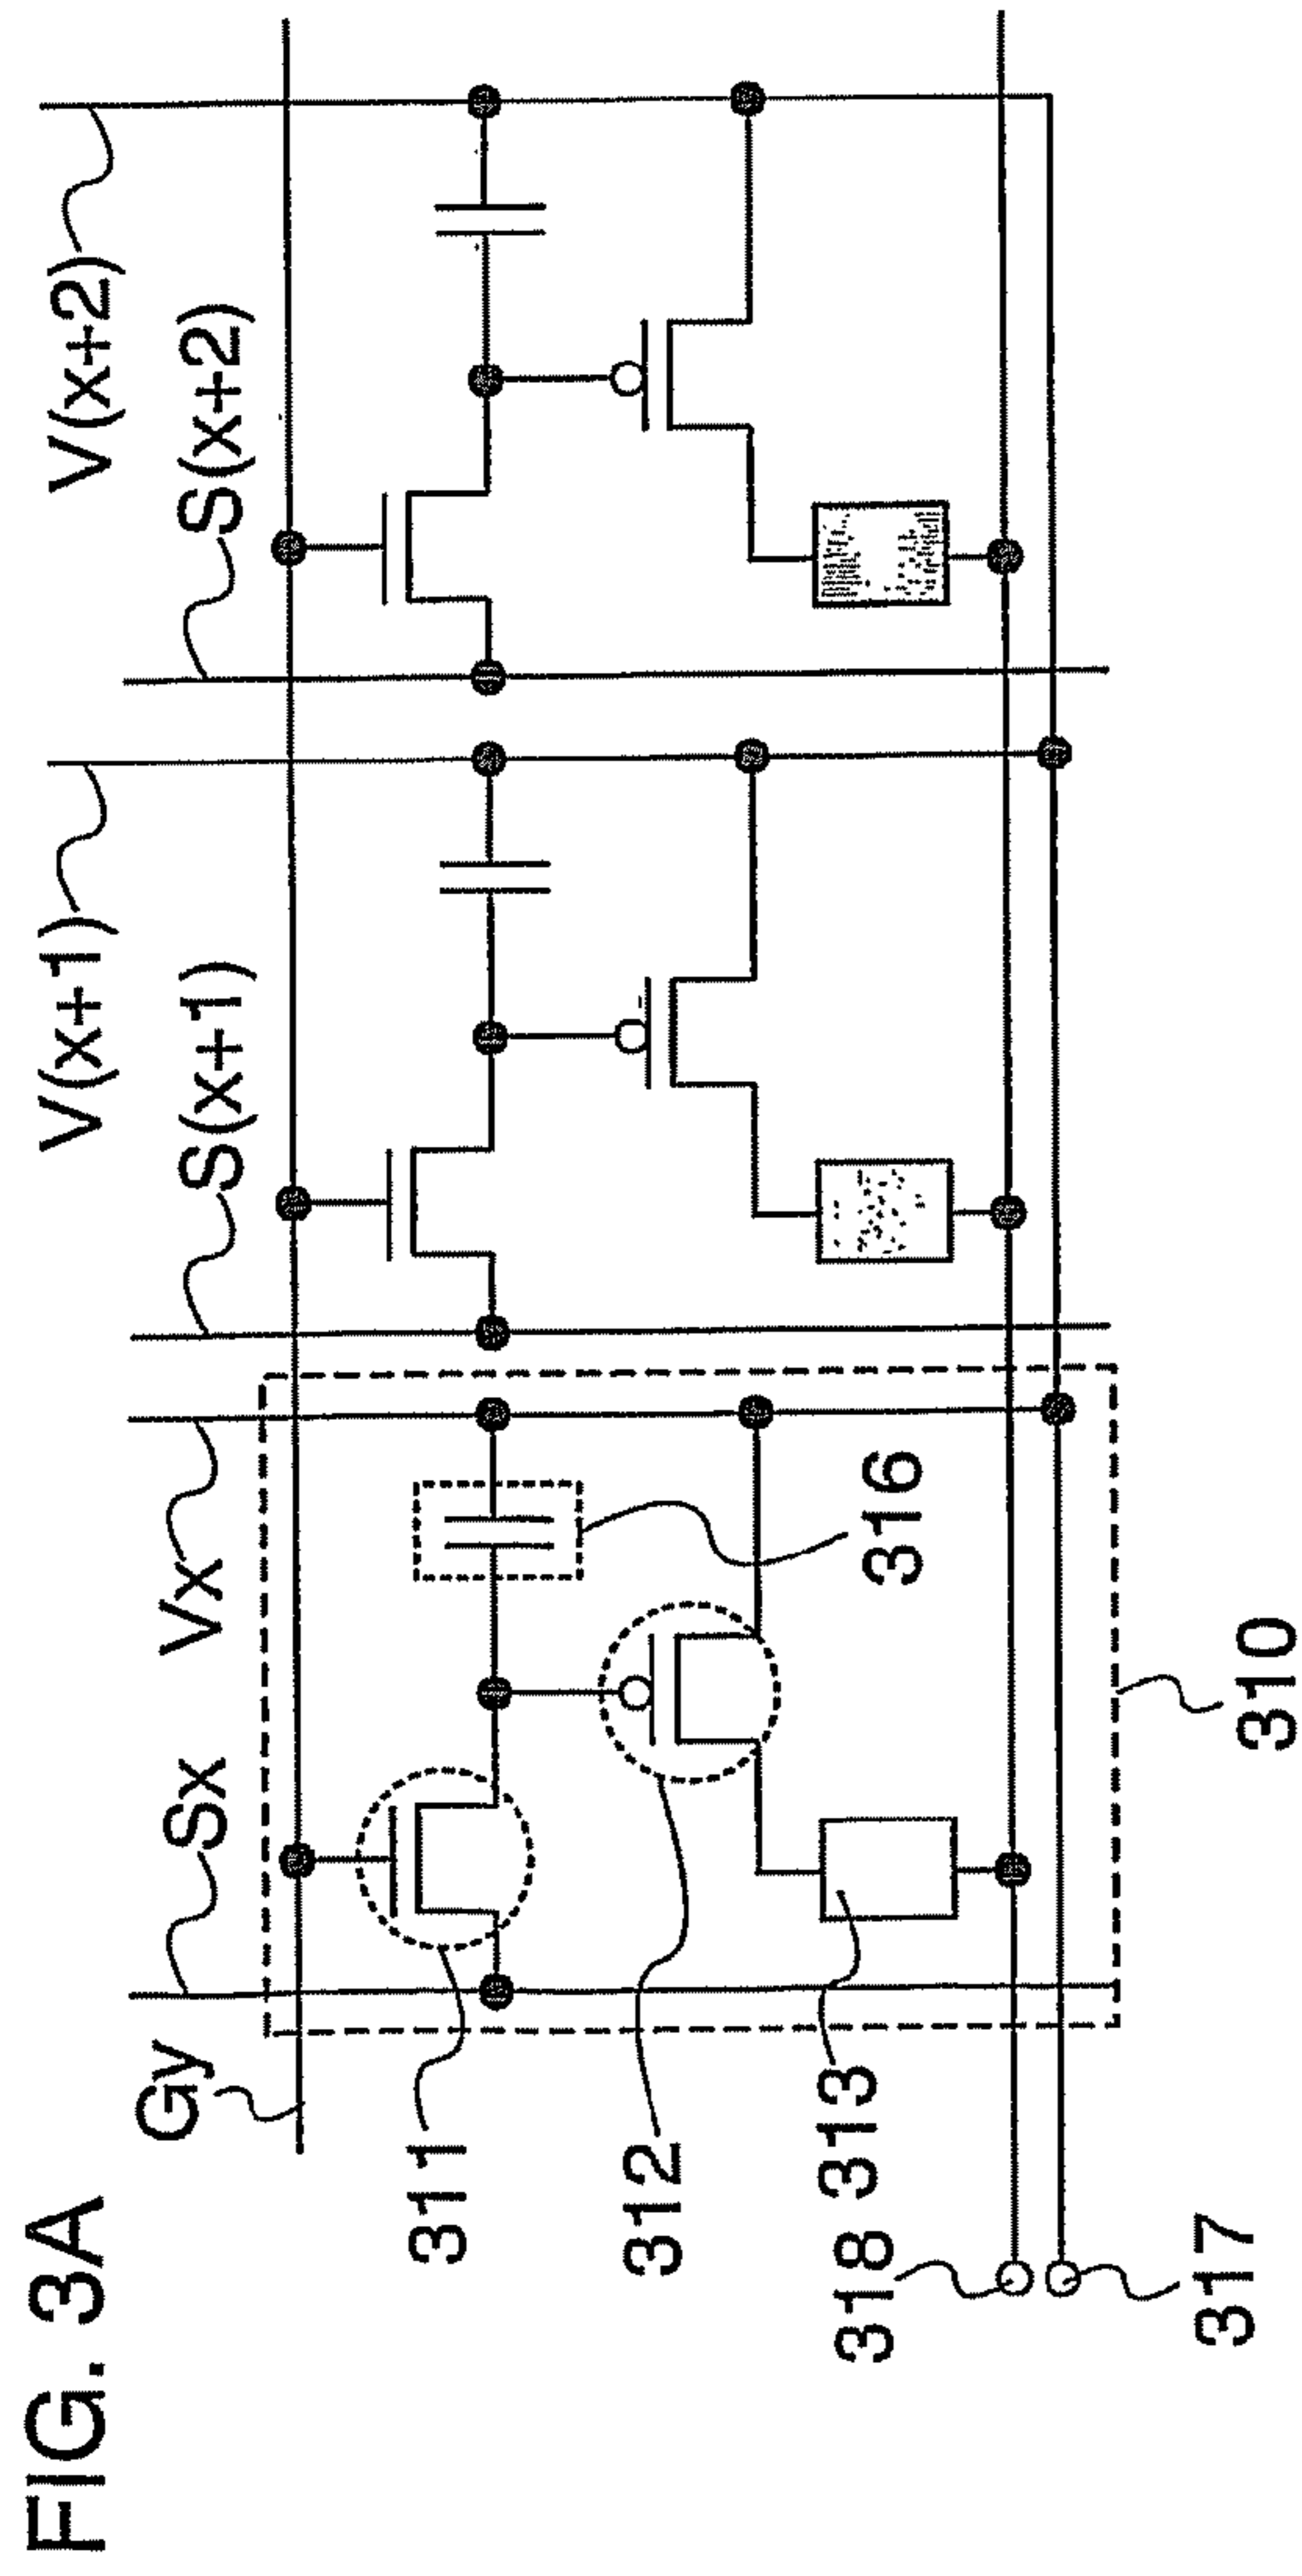 FIG. 3A
Gy
Sx
Vx
S(x+1)
V(x+1)
S(x+2)
V(x+2)
311
312
313
316
318
317
310